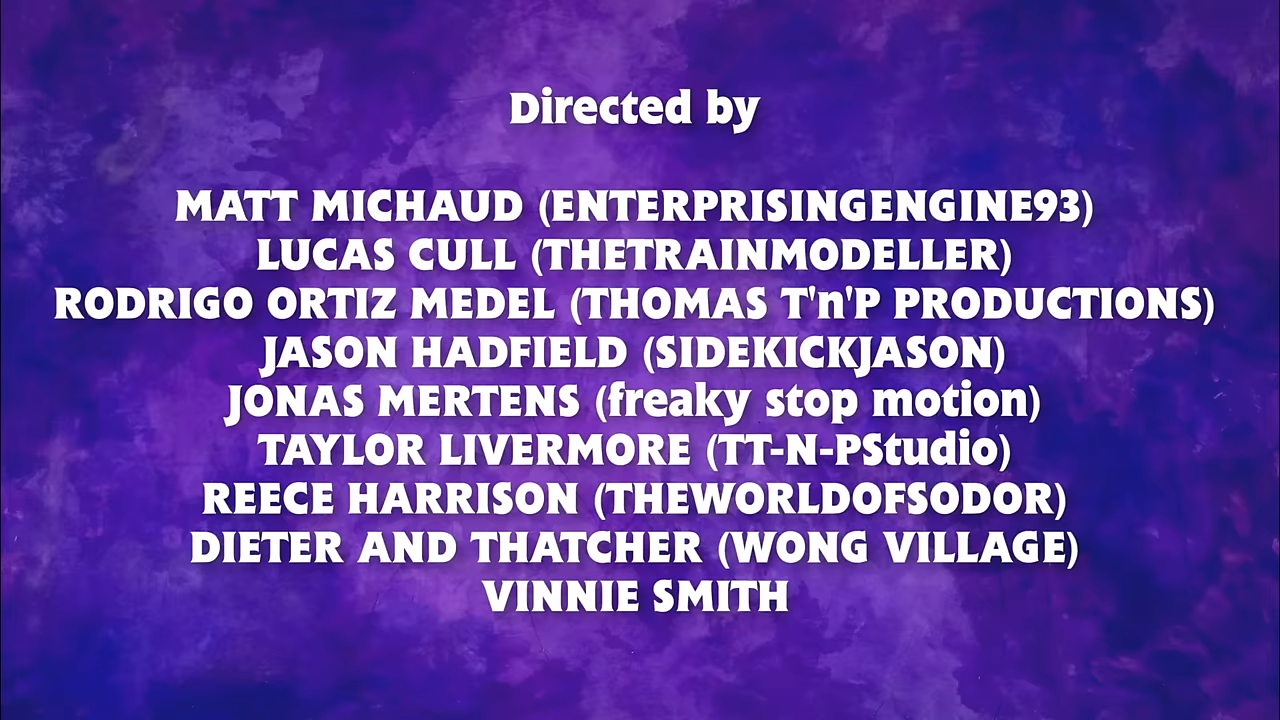 Directed by
MATT MICHAUD (ENTERPRISINGENGINE93)
LUCAS CULL (THETRAINMODELLER)
RODRIGO ORTIZ MEDEL (THOMAS T'n'P PRODUCTIONS)
JASON HADFIELD (SIDEKICKJASON)
JONAS MERTENS (freaky stop motion)
TAYLOR LIVERMORE (TT-N-PStudio)
REECE HARRISON (THEWORLDOFSODOR)
DIETER AND THATCHER (WONG VILLAGE)
VINNIE SMITH